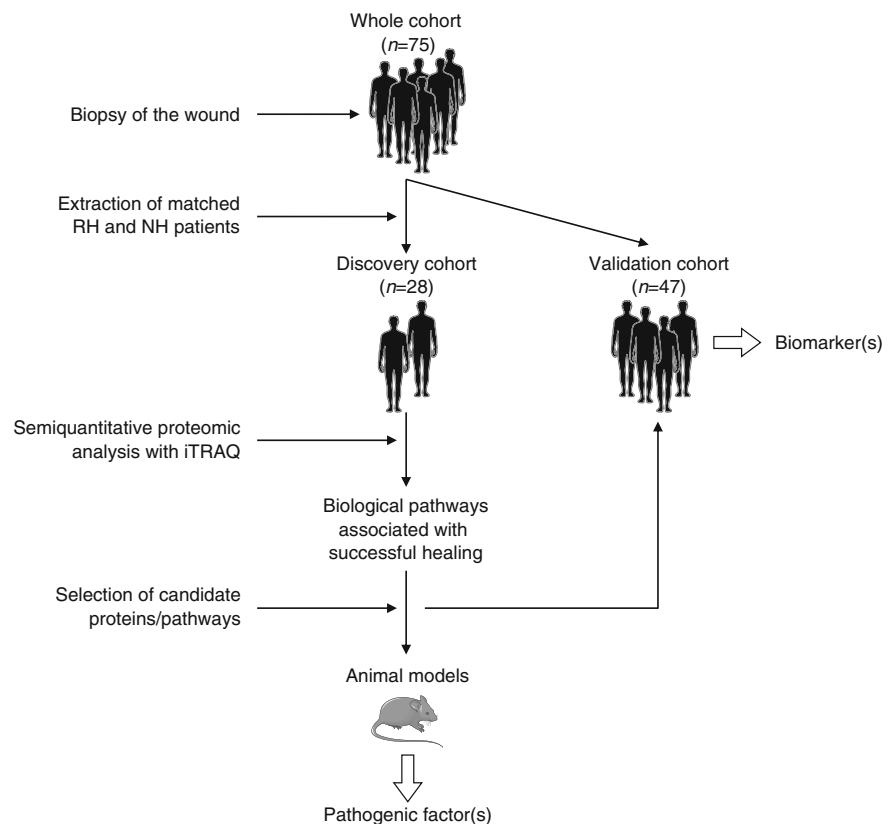 Whole cohort
(n=75)
Biopsy of the wound
Extraction of matched
RH and NH patients
Discovery cohort
(n=28)
Validation cohort
(n=47)
Biomarker(s)
Semiquantitative proteomic
analysis with iTRAQ
Biological pathways
associated with
successful healing
Selection of candidate
proteins/pathways
Animal models
Pathogenic factor(s)